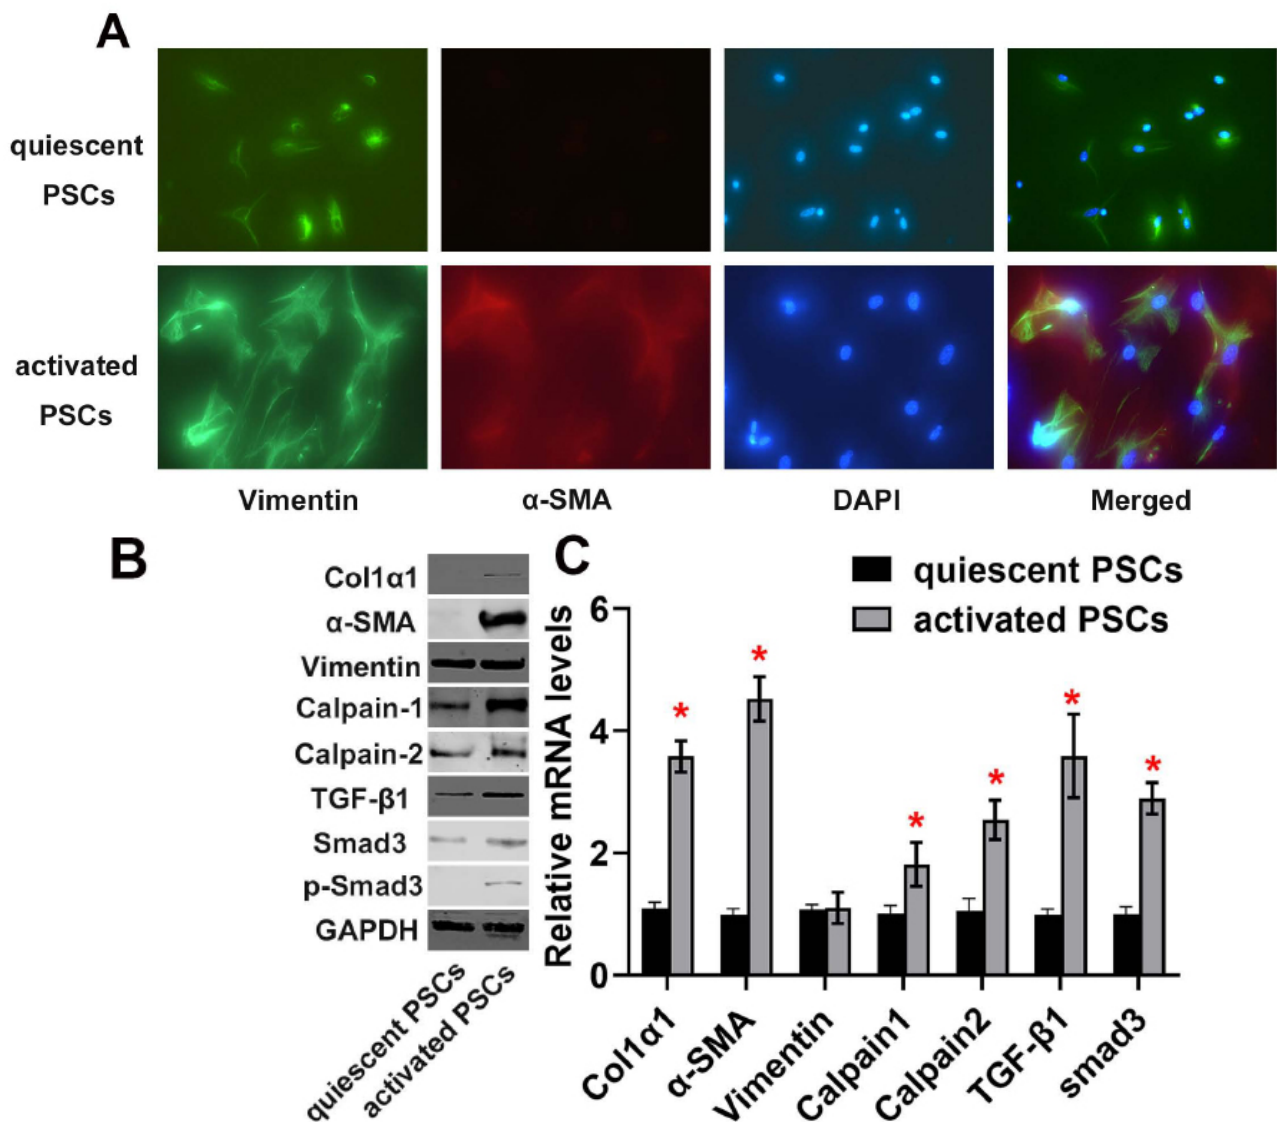 A
quiescent
PSCs
activated
PSCs
Vimentin
α-SMA
DAPI
Merged
B
Col1α1
α-SMA
Vimentin
Calpain-1
Calpain-2
TGF-β1
Smad3
p-Smad3
GAPDH
quiescent PSCs
activated PSCs
C
quiescent PSCs
activated PSCs
Relative mRNA levels
6
4
2
0
*
*
*
*
*
*
Col1α1
α-SMA
Vimentin
Calpain1
Calpain2
TGF-β1
smad3